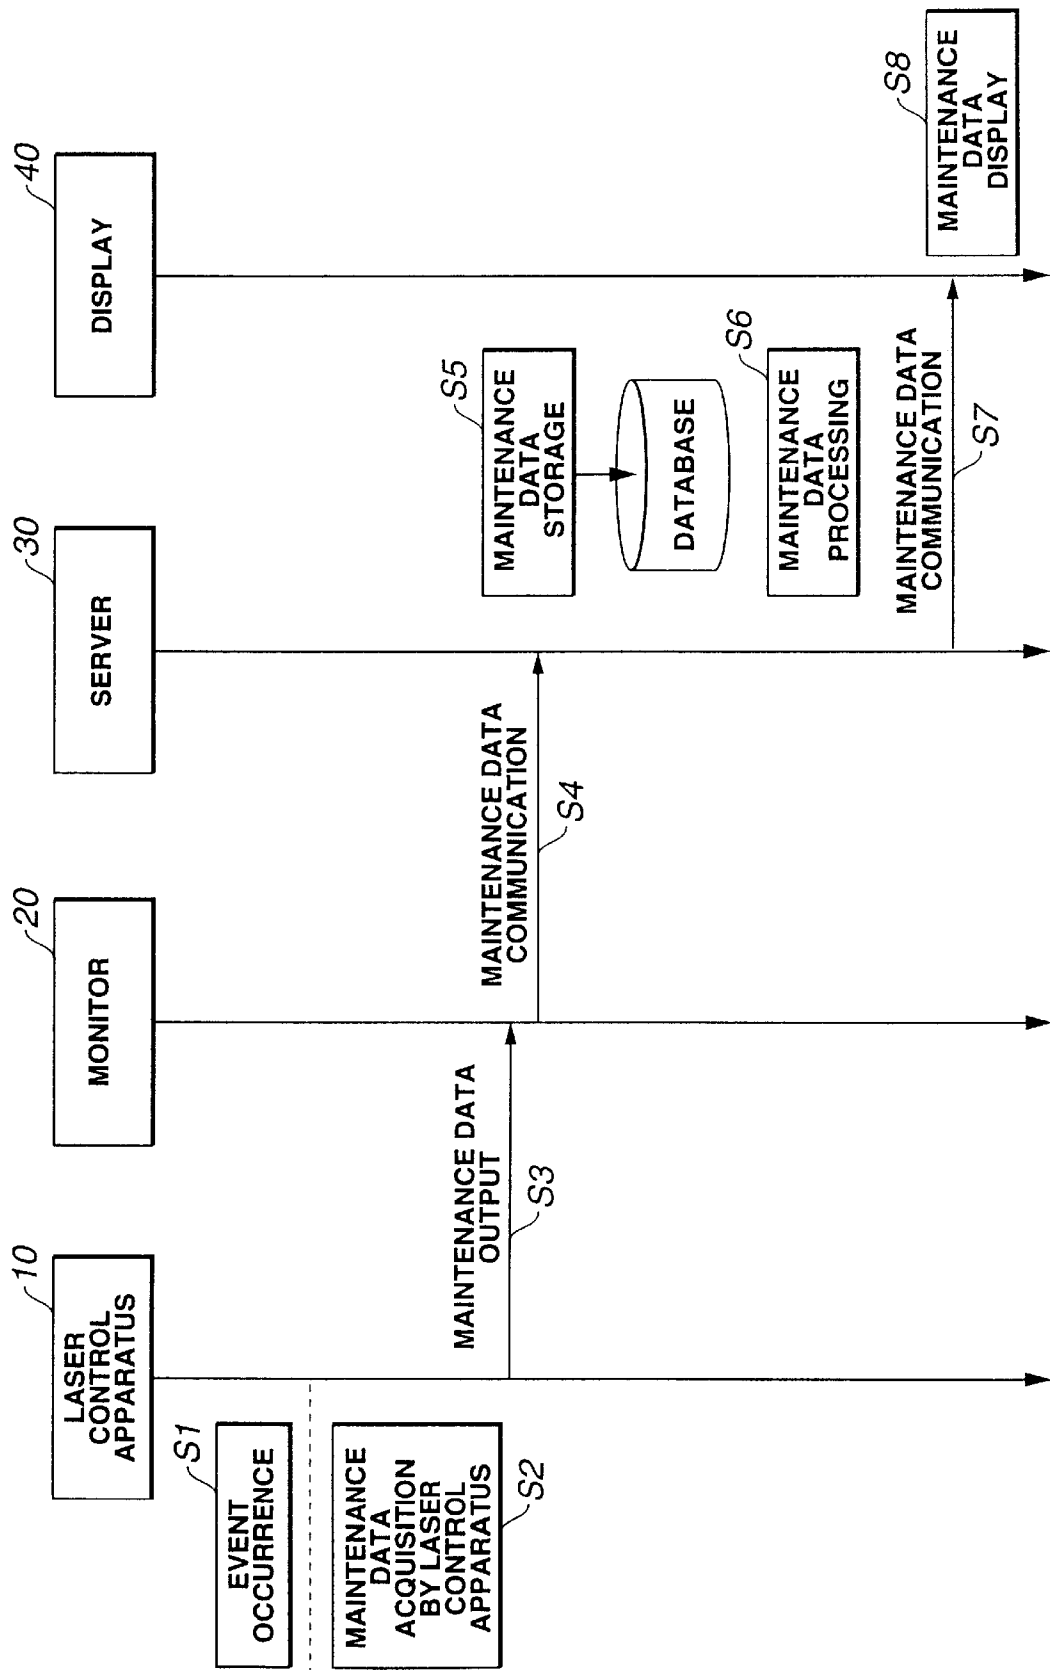 10
LASER
CONTROL
APPARATUS
20
MONITOR
30
SERVER
40
DISPLAY
S1
EVENT
OCCURRENCE
MAINTENANCE
DATA
ACQUISITION
BY LASER
CONTROL
APPARATUS
S2
MAINTENANCE DATA
OUTPUT
S3
MAINTENANCE DATA
COMMUNICATION
S4
S5
MAINTENANCE
DATA
STORAGE
DATABASE
S6
MAINTENANCE
DATA
PROCESSING
MAINTENANCE DATA
COMMUNICATION
S7
S8
MAINTENANCE
DATA
DISPLAY